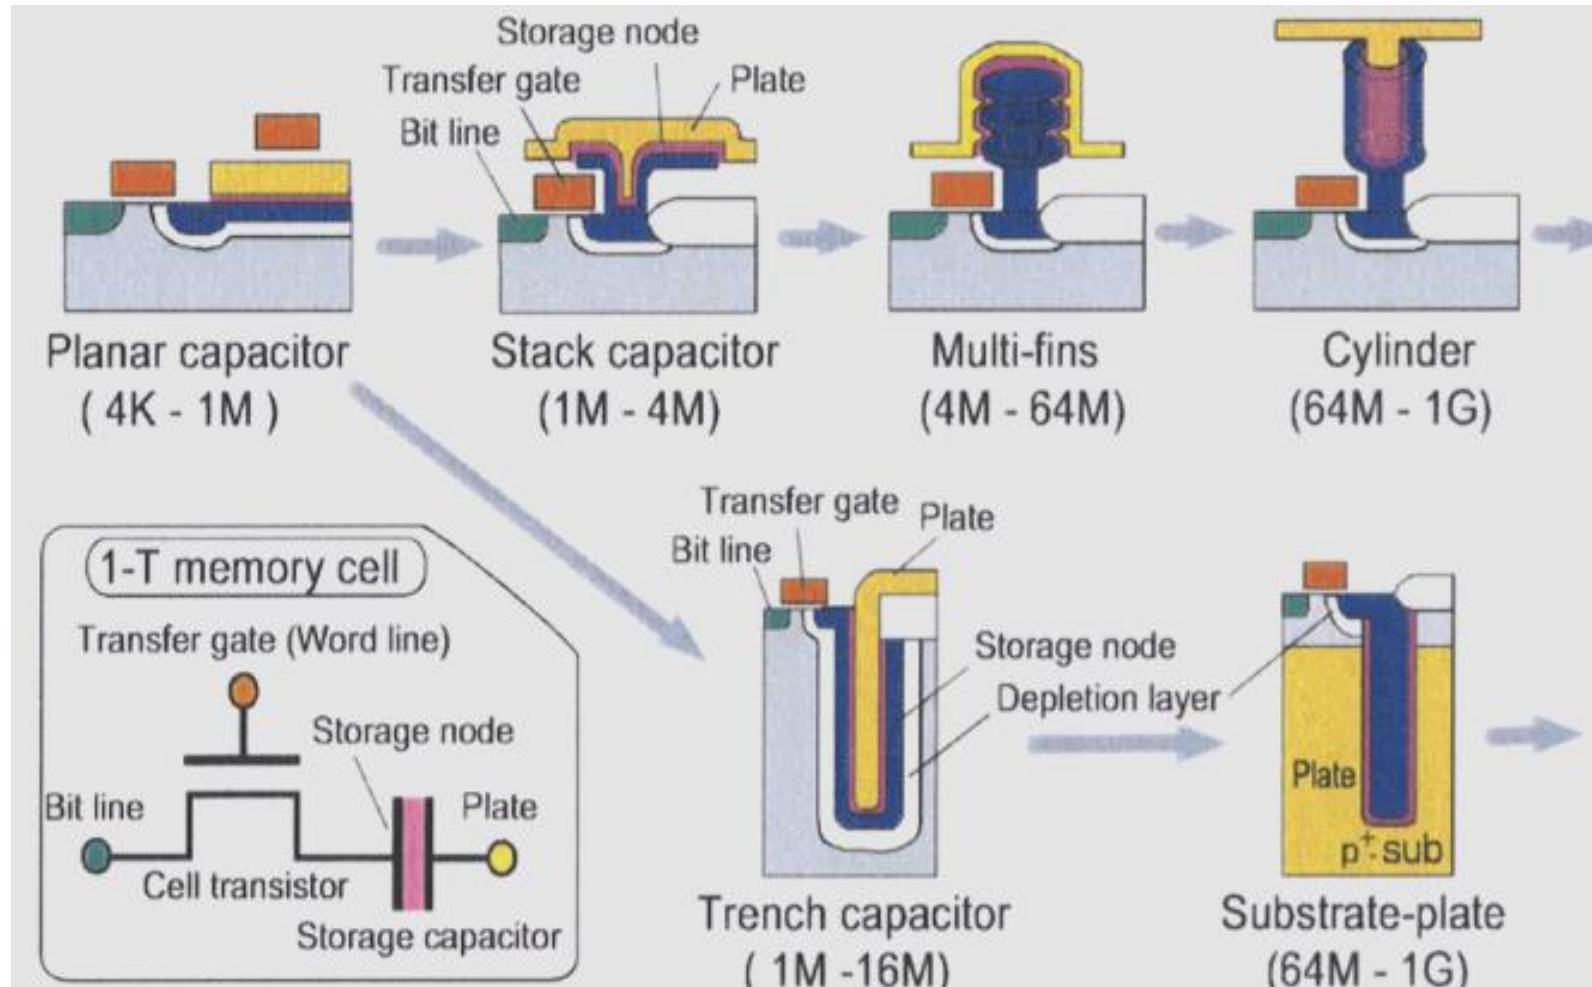 Storage node
Transfer gate
Plate
Bit line
Planar capacitor
( 4K - 1M )
Stack capacitor
(1M - 4M)
Multi-fins
(4M - 64M)
Cylinder
(64M - 1G)
1-T memory cell
Transfer gate (Word line)
Storage node
Bit line
Plate
Cell transistor
Storage capacitor
Transfer gate
Plate
Bit line
Storage node
Depletion layer
Trench capacitor
( 1M -16M)
Plate
p+- sub
Substrate-plate
(64M - 1G)